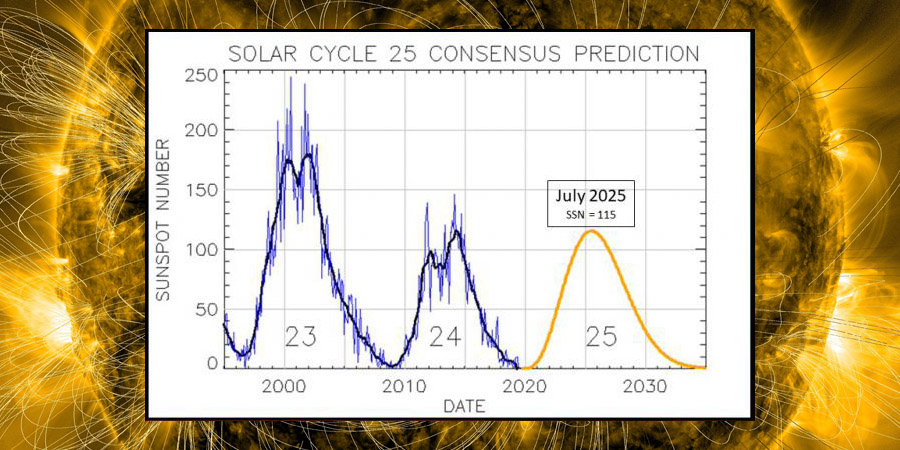 SOLAR CYCLE 25 CONSENSUS PREDICTION
250
200
150
100
50
0
SUNSPOT NUMBER
July 2025
SSN = 115
23
24
25
2000
2010
2020
2030
DATE